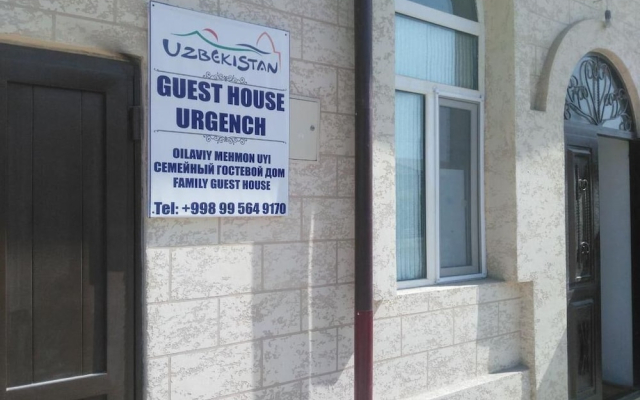 UZBEKISTAN
GUEST HOUSE
URGENCH
OILAVIY MEHMON UYI
СЕМЕЙНЫЙ ГОСТЕВОЙ ДОМ
FAMILY GUEST HOUSE
Tel: +998 99 564 9170